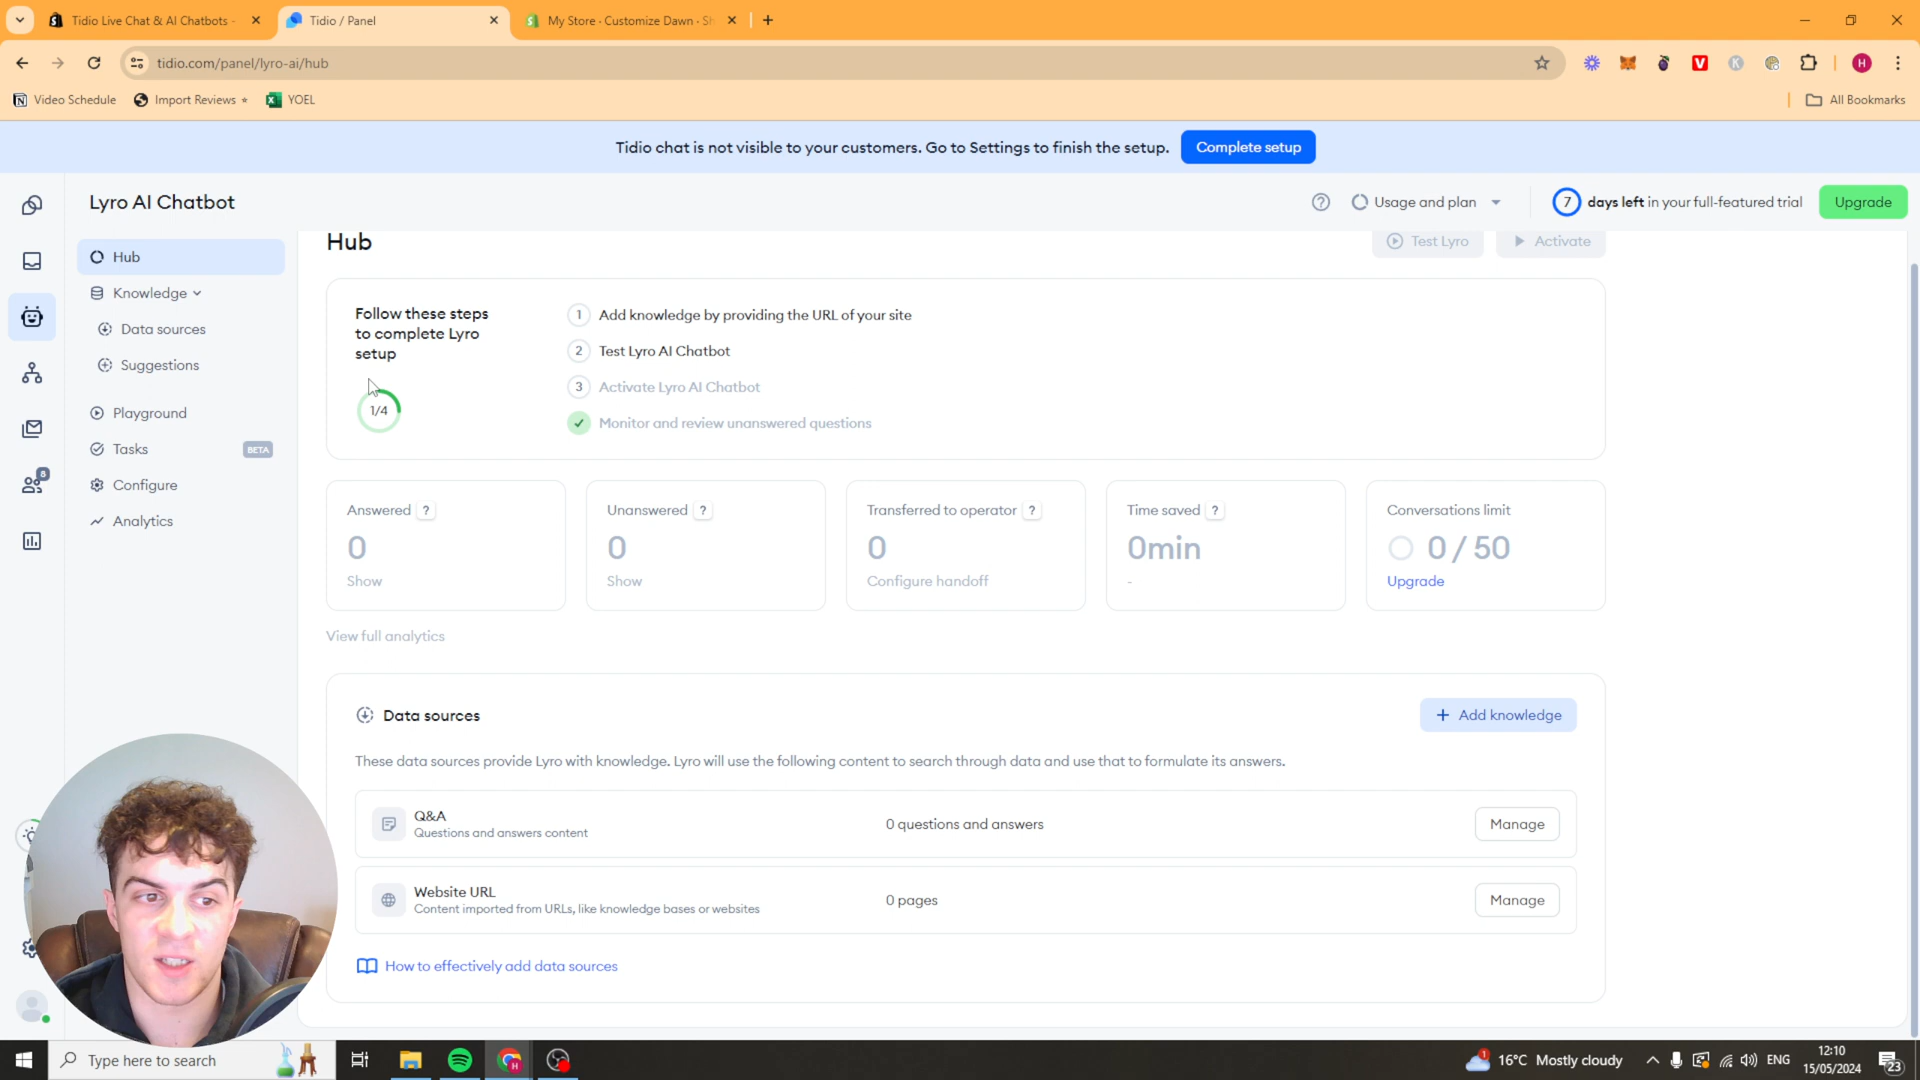 Tidio Live Chat & AI Chatbots -
Tidio / Panel
My Store · Customize Dawn · Sh
tidio.com/panel/lyro-ai/hub
Video Schedule
Import Reviews
YOEL
All Bookmarks
Tidio chat is not visible to your customers. Go to Settings to finish the setup.
Complete setup
Lyro AI Chatbot
Usage and plan
7 days left in your full-featured trial
Upgrade
Hub
Knowledge
Data sources
Suggestions
Playground
Tasks
BETA
Configure
Analytics
8
Hub
Test Lyro
Activate
Follow these steps
to complete Lyro
setup
1/4
1 Add knowledge by providing the URL of your site
2 Test Lyro AI Chatbot
3 Activate Lyro AI Chatbot
Monitor and review unanswered questions
Answered ?
0
Show
Unanswered ?
0
Show
Transferred to operator ?
0
Configure handoff
Time saved ?
0min
-
Conversations limit
0 / 50
Upgrade
View full analytics
Data sources
+ Add knowledge
These data sources provide Lyro with knowledge. Lyro will use the following content to search through data and use that to formulate its answers.
Q&A
Questions and answers content
0 questions and answers
Manage
Website URL
Content imported from URLs, like knowledge bases or websites
0 pages
Manage
How to effectively add data sources
Type here to search
16°C Mostly cloudy
ENG
12:10
15/05/2024
23